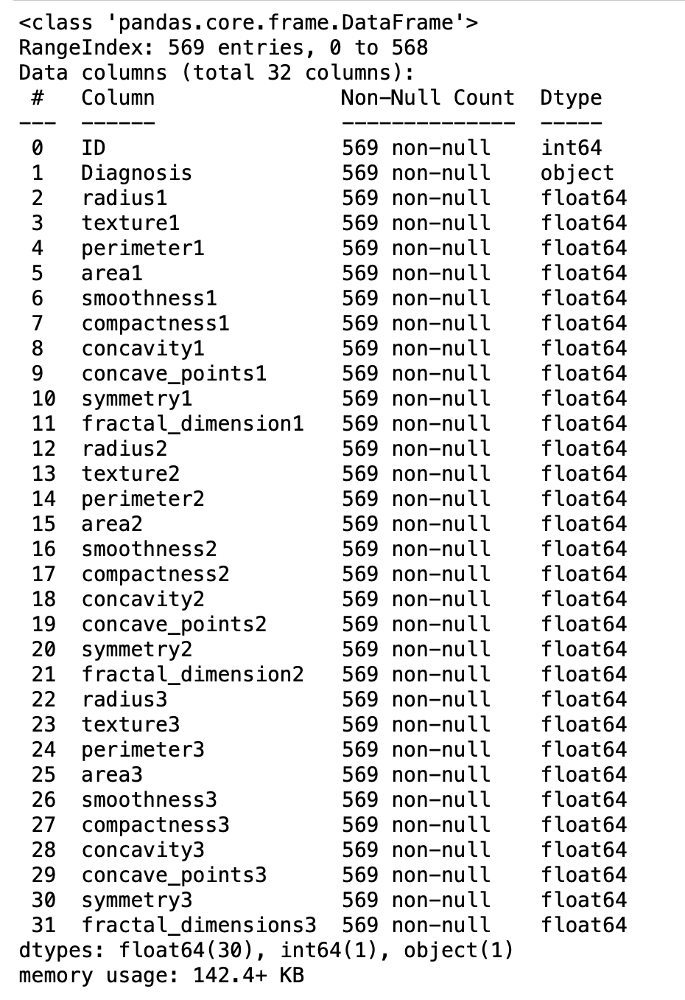 <class 'pandas.core.frame.DataFrame'>
RangeIndex: 569 entries, 0 to 568
Data columns (total 32 columns):
 #   Column               Non-Null Count  Dtype
---  ------               --------------  -----
 0   ID                   569 non-null    int64
 1   Diagnosis            569 non-null    object
 2   radius1              569 non-null    float64
 3   texture1             569 non-null    float64
 4   perimeter1           569 non-null    float64
 5   area1                569 non-null    float64
 6   smoothness1          569 non-null    float64
 7   compactness1         569 non-null    float64
 8   concavity1           569 non-null    float64
 9   concave_points1      569 non-null    float64
 10  symmetry1            569 non-null    float64
 11  fractal_dimension1   569 non-null    float64
 12  radius2              569 non-null    float64
 13  texture2             569 non-null    float64
 14  perimeter2           569 non-null    float64
 15  area2                569 non-null    float64
 16  smoothness2          569 non-null    float64
 17  compactness2         569 non-null    float64
 18  concavity2           569 non-null    float64
 19  concave_points2      569 non-null    float64
 20  symmetry2            569 non-null    float64
 21  fractal_dimension2   569 non-null    float64
 22  radius3              569 non-null    float64
 23  texture3             569 non-null    float64
 24  perimeter3           569 non-null    float64
 25  area3                569 non-null    float64
 26  smoothness3          569 non-null    float64
 27  compactness3         569 non-null    float64
 28  concavity3           569 non-null    float64
 29  concave_points3      569 non-null    float64
 30  symmetry3            569 non-null    float64
 31  fractal_dimensions3  569 non-null    float64
dtypes: float64(30), int64(1), object(1)
memory usage: 142.4+ KB